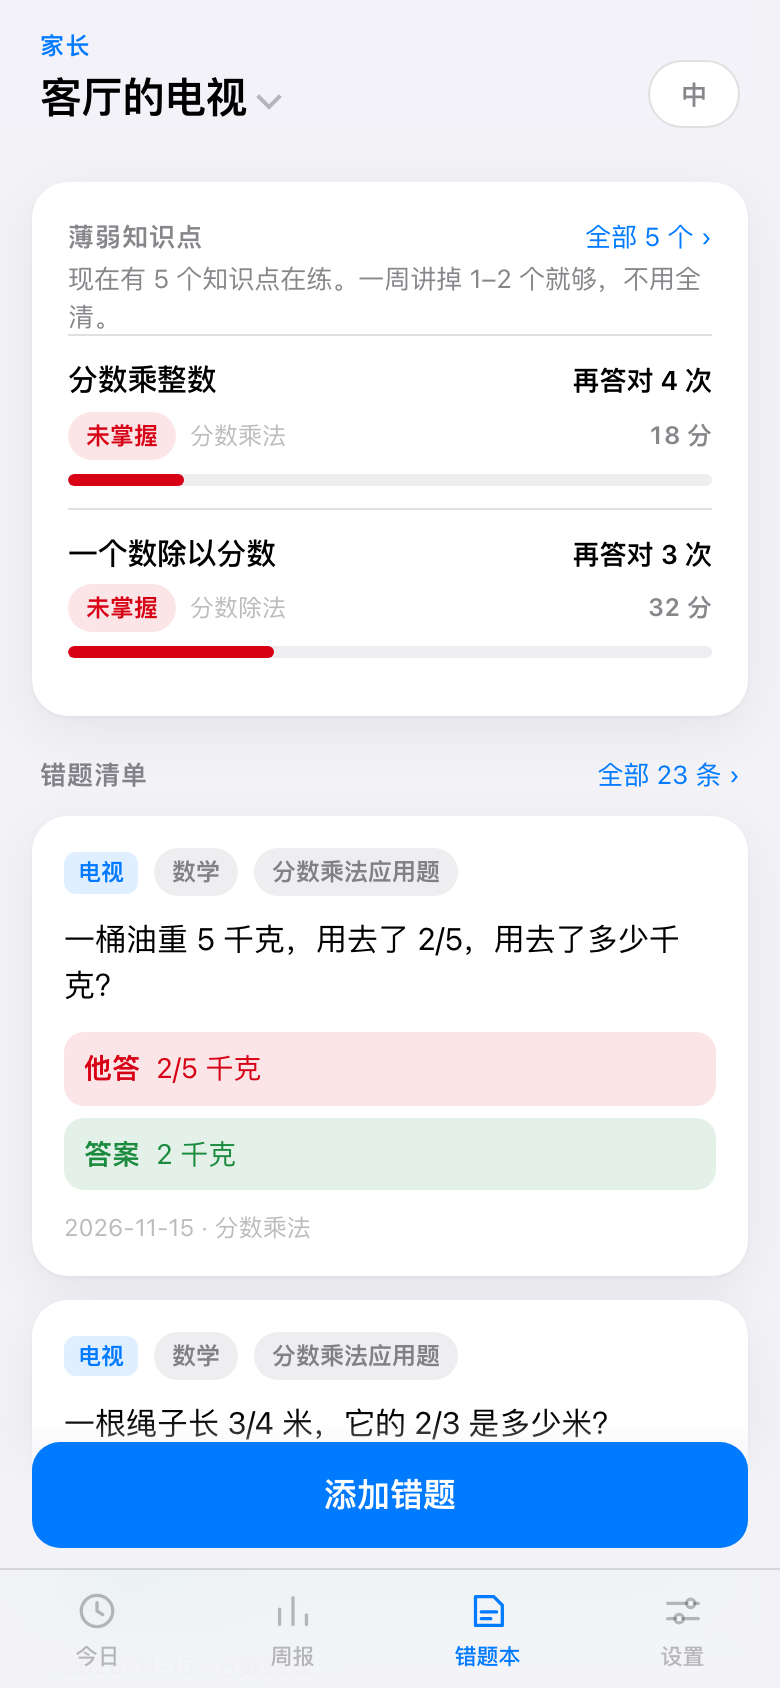 家长
客厅的电视
中
薄弱知识点
全部 5 个 ›
现在有 5 个知识点在练。一周讲掉 1–2 个就够，不用全
清。
分数乘整数
再答对 4 次
未掌握 分数乘法
18 分
一个数除以分数
再答对 3 次
未掌握 分数除法
32 分
错题清单
全部 23 条 ›
电视 数学 分数乘法应用题
一桶油重 5 千克，用去了 2/5，用去了多少千
克？
他答 2/5 千克
答案 2 千克
2026-11-15 · 分数乘法
电视 数学 分数乘法应用题
一根绳子长 3/4 米，它的 2/3 是多少米？
添加错题
今日
周报
错题本
设置